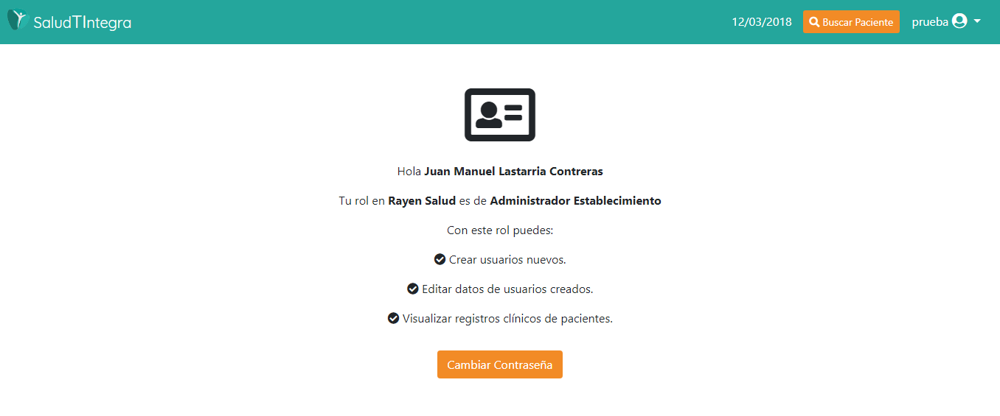 SaludTIntegra
12/03/2018
Buscar Paciente
prueba
Hola Juan Manuel Lastarria Contreras
Tu rol en Rayen Salud es de Administrador Establecimiento
Con este rol puedes:
Crear usuarios nuevos.
Editar datos de usuarios creados.
Visualizar registros clínicos de pacientes.
Cambiar Contraseña